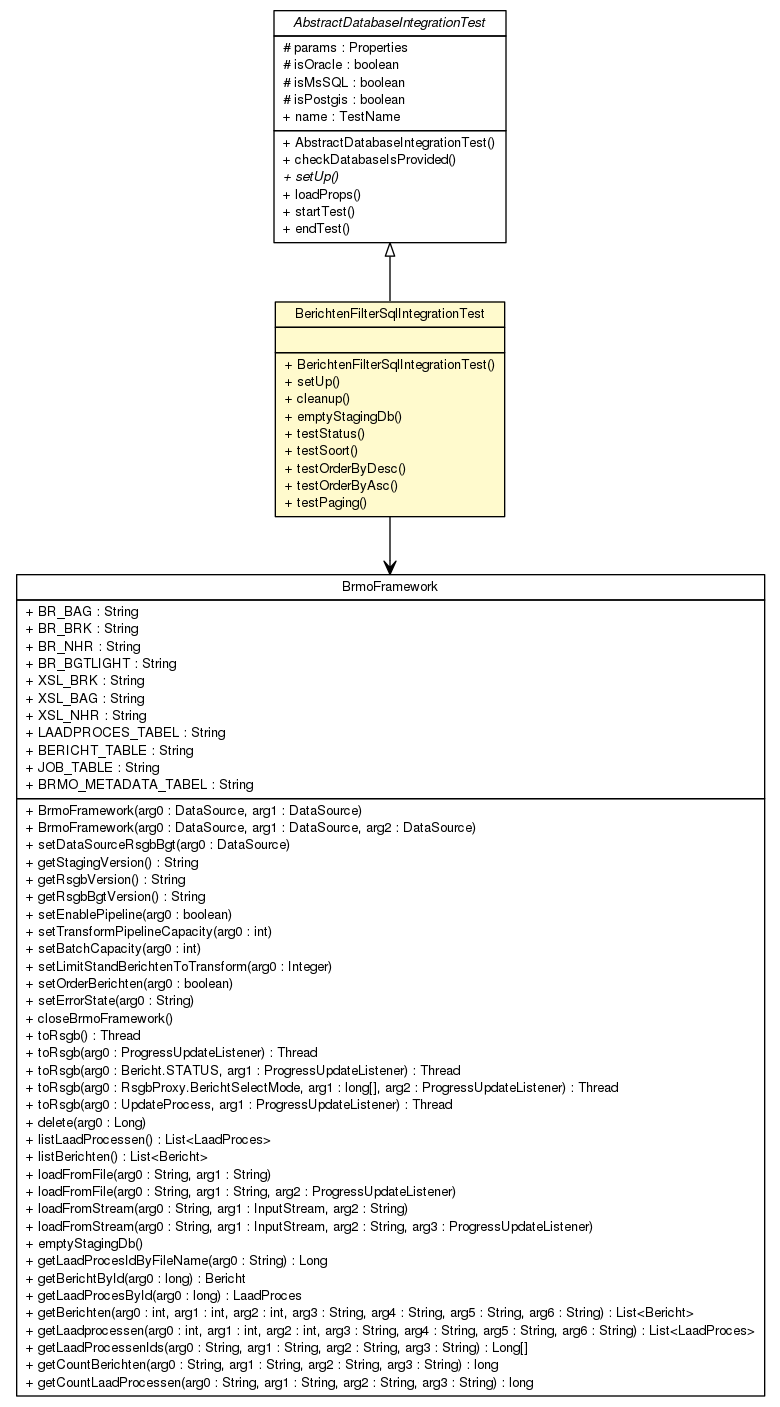 AbstractDatabaseIntegrationTest
# params : Properties
# isOracle : boolean
# isMsSQL : boolean
# isPostgis : boolean
+ name : TestName
+ AbstractDatabaseIntegrationTest()
+ checkDatabaseIsProvided()
+ setUp()
+ loadProps()
+ startTest()
+ endTest()
BerichtenFilterSqlIntegrationTest
+ BerichtenFilterSqlIntegrationTest()
+ setUp()
+ cleanup()
+ emptyStagingDb()
+ testStatus()
+ testSoort()
+ testOrderByDesc()
+ testOrderByAsc()
+ testPaging()
BrmoFramework
+ BR_BAG : String
+ BR_BRK : String
+ BR_NHR : String
+ BR_BGTLIGHT : String
+ XSL_BRK : String
+ XSL_BAG : String
+ XSL_NHR : String
+ LAADPROCES_TABEL : String
+ BERICHT_TABLE : String
+ JOB_TABLE : String
+ BRMO_METADATA_TABEL : String
+ BrmoFramework(arg0 : DataSource, arg1 : DataSource)
+ BrmoFramework(arg0 : DataSource, arg1 : DataSource, arg2 : DataSource)
+ setDataSourceRsgbBgt(arg0 : DataSource)
+ getStagingVersion() : String
+ getRsgbVersion() : String
+ getRsgbBgtVersion() : String
+ setEnablePipeline(arg0 : boolean)
+ setTransformPipelineCapacity(arg0 : int)
+ setBatchCapacity(arg0 : int)
+ setLimitStandBerichtenToTransform(arg0 : Integer)
+ setOrderBerichten(arg0 : boolean)
+ setErrorState(arg0 : String)
+ closeBrmoFramework()
+ toRsgb() : Thread
+ toRsgb(arg0 : ProgressUpdateListener) : Thread
+ toRsgb(arg0 : Bericht.STATUS, arg1 : ProgressUpdateListener) : Thread
+ toRsgb(arg0 : RsgbProxy.BerichtSelectMode, arg1 : long[], arg2 : ProgressUpdateListener) : Thread
+ toRsgb(arg0 : UpdateProcess, arg1 : ProgressUpdateListener) : Thread
+ delete(arg0 : Long)
+ listLaadProcessen() : List<LaadProces>
+ listBerichten() : List<Bericht>
+ loadFromFile(arg0 : String, arg1 : String)
+ loadFromFile(arg0 : String, arg1 : String, arg2 : ProgressUpdateListener)
+ loadFromStream(arg0 : String, arg1 : InputStream, arg2 : String)
+ loadFromStream(arg0 : String, arg1 : InputStream, arg2 : String, arg3 : ProgressUpdateListener)
+ emptyStagingDb()
+ getLaadProcesIdByFileName(arg0 : String) : Long
+ getBerichtById(arg0 : long) : Bericht
+ getLaadProcesById(arg0 : long) : LaadProces
+ getBerichten(arg0 : int, arg1 : int, arg2 : int, arg3 : String, arg4 : String, arg5 : String, arg6 : String) : List<Bericht>
+ getLaadprocessen(arg0 : int, arg1 : int, arg2 : int, arg3 : String, arg4 : String, arg5 : String, arg6 : String) : List<LaadProces>
+ getLaadProcessenIds(arg0 : String, arg1 : String, arg2 : String, arg3 : String) : Long[]
+ getCountBerichten(arg0 : String, arg1 : String, arg2 : String, arg3 : String) : long
+ getCountLaadProcessen(arg0 : String, arg1 : String, arg2 : String, arg3 : String) : long